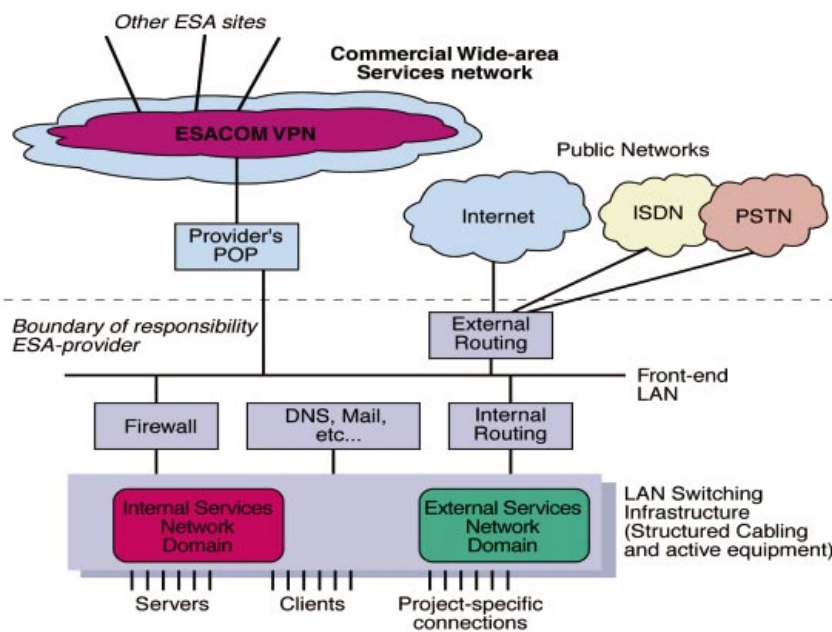 Other ESA sites
Commercial Wide-area
Services network
ESACOM VPN
Public Networks
Internet
ISDN
PSTN
Provider's
POP
Boundary of responsibility
ESA-provider
External
Routing
Front-end
LAN
Firewall
DNS, Mail,
etc...
Internal
Routing
Internal Services
Network
Domain
External Services
Network
Domain
LAN Switching
Infrastructure
(Structured Cabling
and active equipment)
Servers
Clients
Project-specific
connections